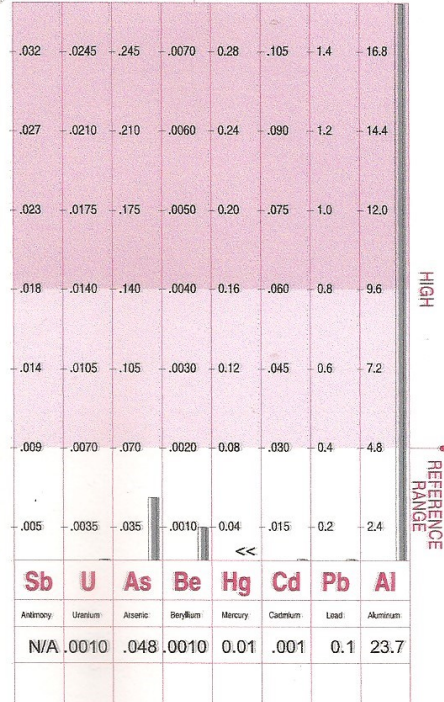 .032 .0245 .245 .0070 0.28 .105 1.4 16.8
.027 .0210 .210 .0060 0.24 .090 1.2 14.4
.023 .0175 .175 .0050 0.20 .075 1.0 12.0
.018 .0140 .140 .0040 0.16 .060 0.8 9.6
HIGH
.014 .0105 .105 .0030 0.12 .045 0.6 7.2
.009 .0070 .070 .0020 0.08 .030 0.4 4.8
REFERENCE
RANGE
.005 .0035 .035 .0010 0.04 .015 0.2 2.4
<<
Sb U As Be Hg Cd Pb Al
Antimony Uranium Arsenic Beryllium Mercury Cadmium Lead Aluminum
N/A .0010 .048 .0010 0.01 .001 0.1 23.7